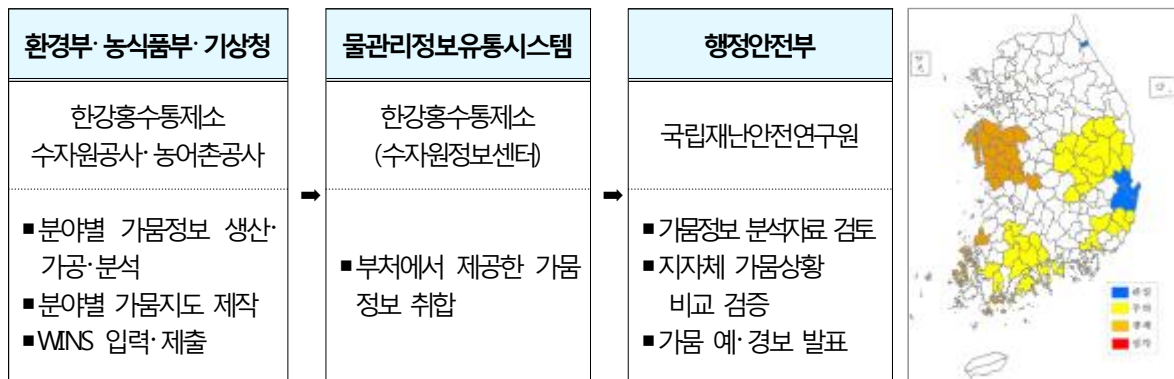 환경부·농식품부·기상청
한강홍수통제소
수자원공사·농어촌공사
■분야별 가뭄정보 생산·
가공·분석
■분야별 가뭄지도 제작
■WINS 입력·제출
➡
물관리정보유통시스템
한강홍수통제소
(수자원정보센터)
■부처에서 제공한 가뭄
정보 취합
➡
행정안전부
국립재난안전연구원
■가뭄정보 분석자료 검토
■지자체 가뭄상황
비교 검증
■가뭄 예·경보 발표